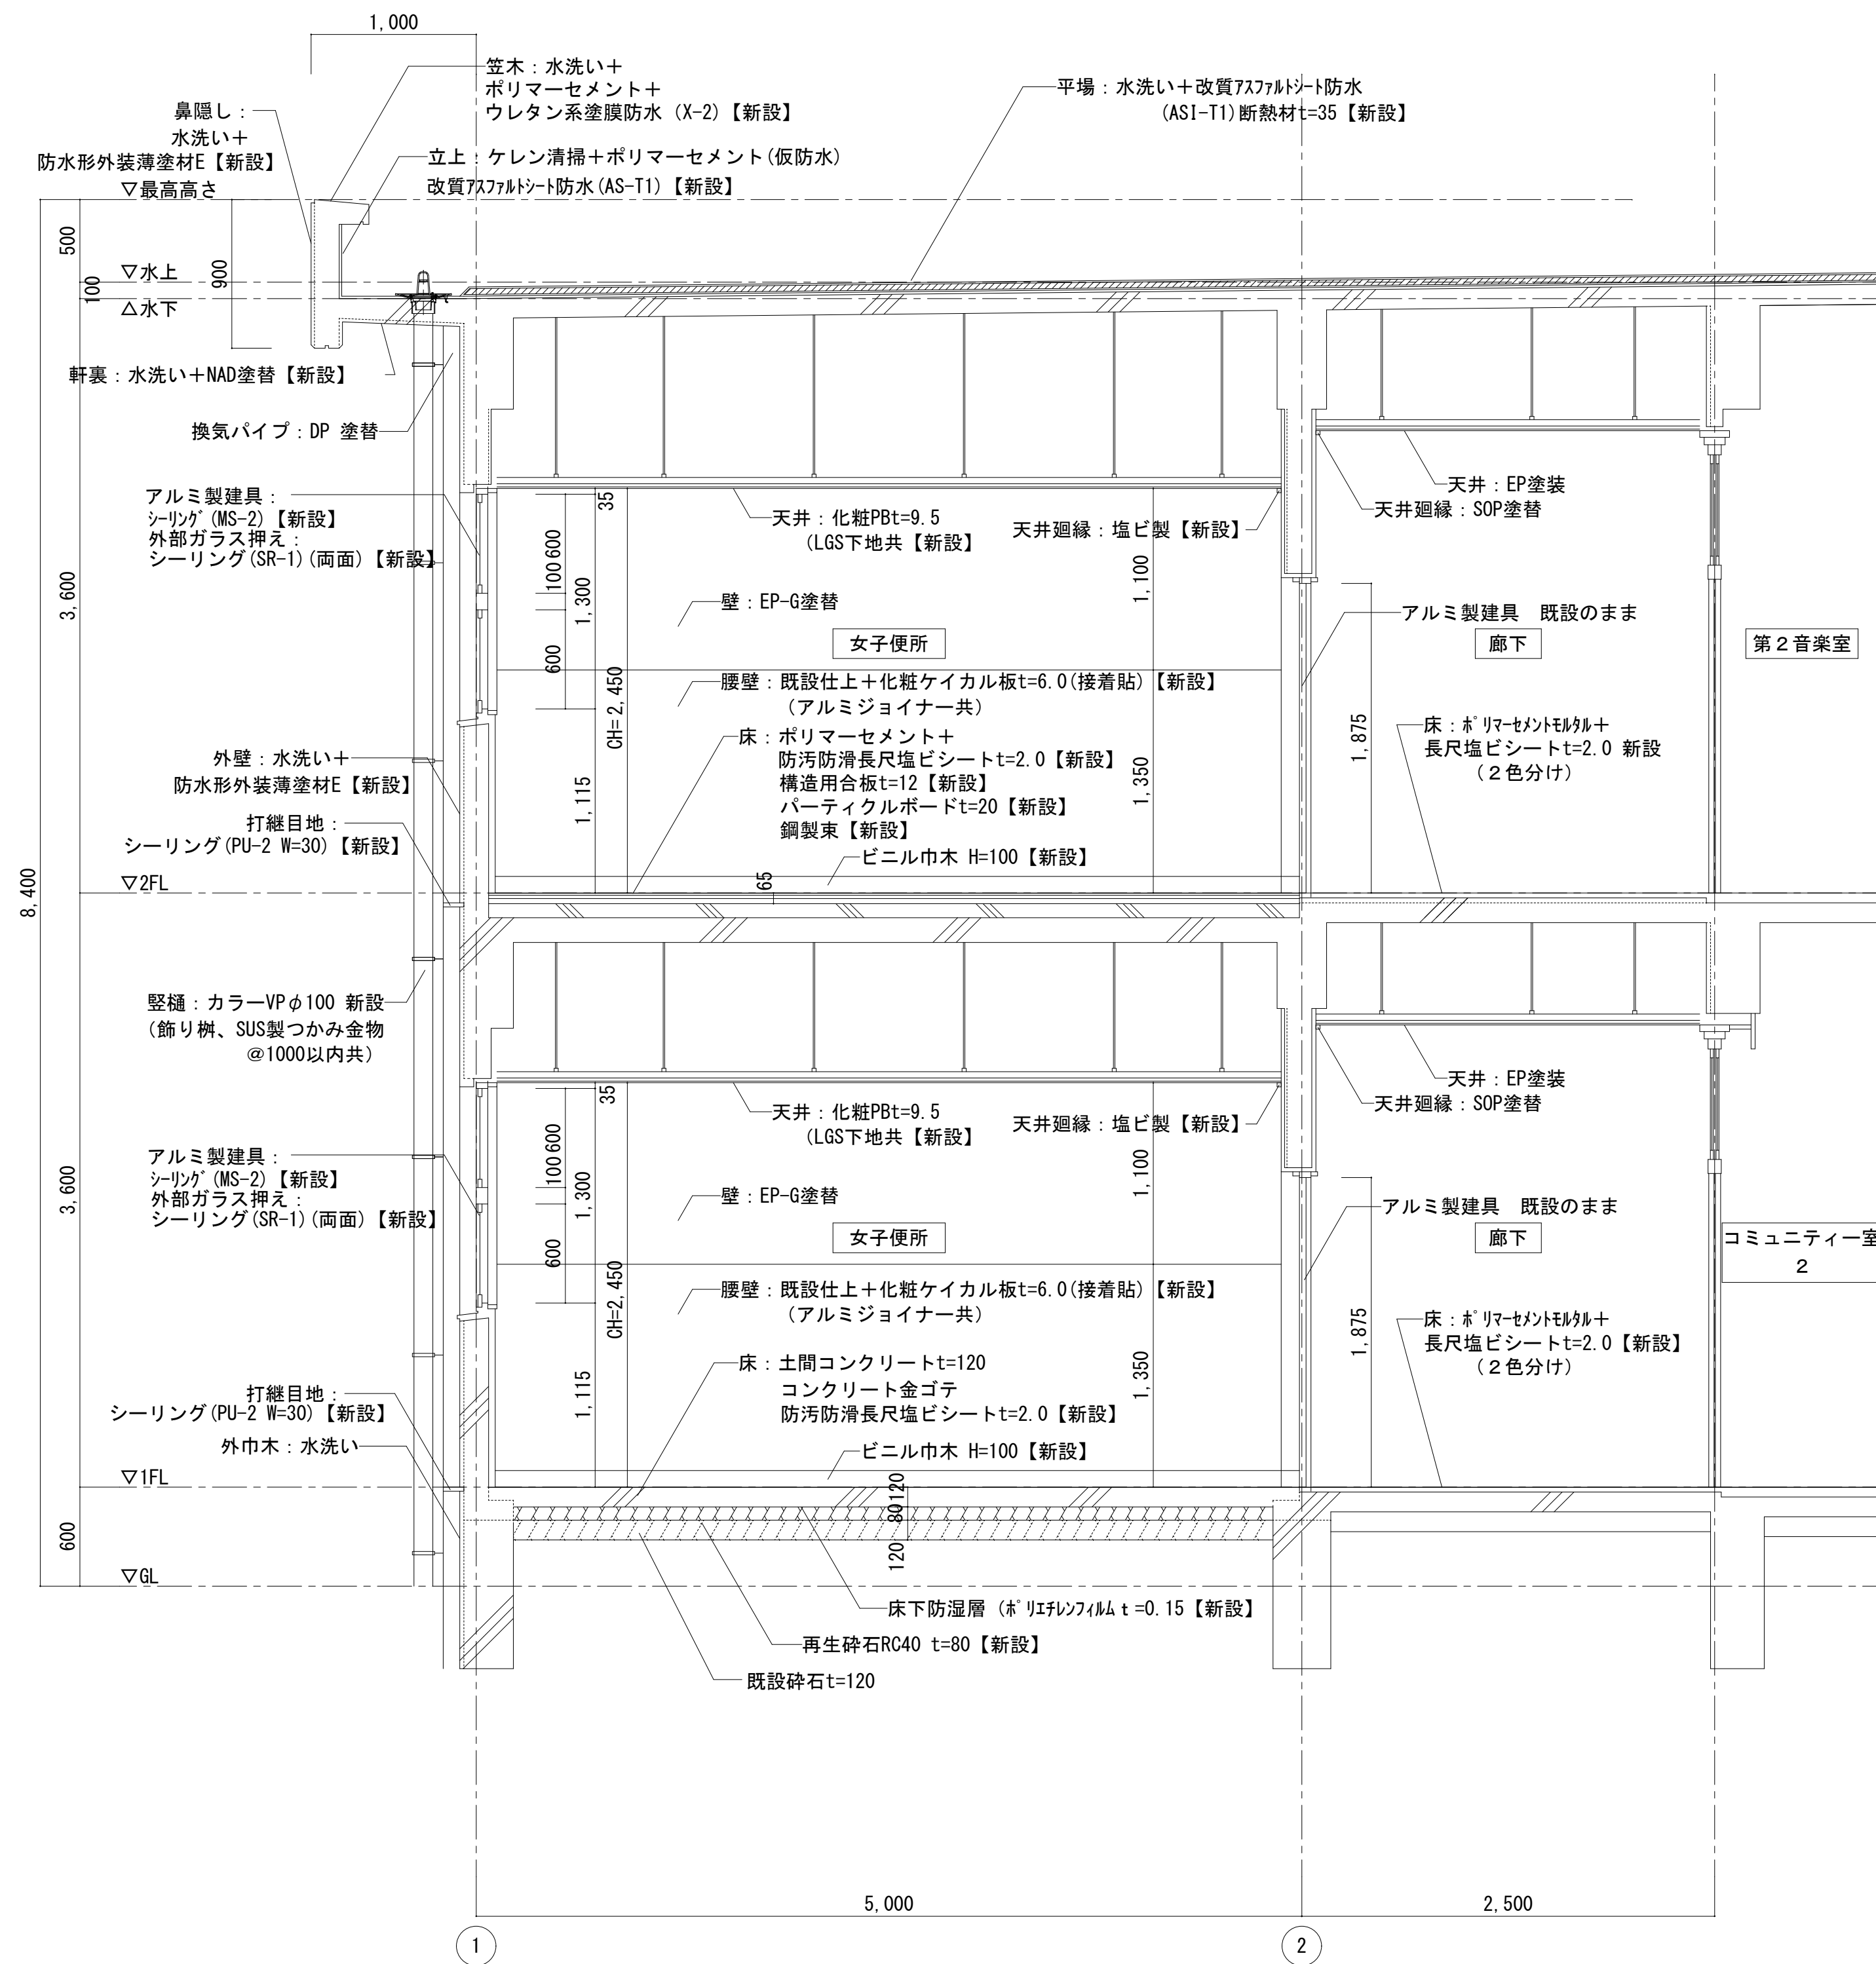 1,000
笠木：水洗い＋
ポリマーセメント＋
ウレタン系塗膜防水 (X-2)【新設】
平場：水洗い＋改質ｱｽﾌｧﾙﾄｼｰﾄ防水
(ASI-T1)断熱材t=35【新設】
鼻隠し：
水洗い＋
防水形外装薄塗材E【新設】
立上：ケレン清掃＋ポリマーセメント(仮防水)
改質ｱｽﾌｧﾙﾄｼｰﾄ防水(AS-T1)【新設】
▽最高高さ
500
▽水上
100
△水下
900
軒裏：水洗い＋NAD塗替【新設】
換気パイプ：DP 塗替
アルミ製建具：
ｼｰﾘﾝｸﾞ(MS-2)【新設】
外部ガラス押え：
シーリング(SR-1)(両面)【新設】
3,600
35
600
100
1,300
600
CH=2,450
1,115
天井：化粧PBt=9.5
(LGS下地共【新設】
天井廻縁：塩ビ製【新設】
1,100
壁：EP-G塗替
女子便所
腰壁：既設仕上＋化粧ケイカル板t=6.0(接着貼)【新設】
（アルミジョイナー共）
床：ポリマーセメント＋
防汚防滑長尺塩ビシートt=2.0【新設】
構造用合板t=12【新設】
パーティクルボードt=20【新設】
鋼製束【新設】
1,350
ビニル巾木 H=100【新設】
65
天井：EP塗装
天井廻縁：SOP塗替
アルミ製建具　既設のまま
廊下
第２音楽室
1,875
床：ﾎﾟﾘﾏｰｾﾒﾝﾄﾓﾙﾀﾙ＋
長尺塩ビシートt=2.0 新設
（２色分け）
外壁：水洗い＋
防水形外装薄塗材E【新設】
打継目地：
シーリング(PU-2 W=30)【新設】
▽2FL
8,400
竪樋：カラーVPφ100 新設
（飾り桝、SUS製つかみ金物
@1000以内共）
アルミ製建具：
ｼｰﾘﾝｸﾞ(MS-2)【新設】
外部ガラス押え：
シーリング(SR-1)(両面)【新設】
3,600
35
600
100
1,300
600
CH=2,450
1,115
天井：化粧PBt=9.5
(LGS下地共【新設】
天井廻縁：塩ビ製【新設】
1,100
壁：EP-G塗替
女子便所
腰壁：既設仕上＋化粧ケイカル板t=6.0(接着貼)【新設】
（アルミジョイナー共）
床：土間コンクリートt=120
コンクリート金ゴテ
防汚防滑長尺塩ビシートt=2.0【新設】
1,350
ビニル巾木 H=100【新設】
天井：EP塗装
天井廻縁：SOP塗替
アルミ製建具　既設のまま
廊下
コミュニティー室
２
1,875
床：ﾎﾟﾘﾏｰｾﾒﾝﾄﾓﾙﾀﾙ＋
長尺塩ビシートt=2.0【新設】
（２色分け）
打継目地：
シーリング(PU-2 W=30)【新設】
外巾木：水洗い
▽1FL
600
▽GL
120
80
120
床下防湿層（ﾎﾟﾘｴﾁﾚﾝﾌｨﾙﾑｔ=0.15【新設】
再生砕石RC40 t=80【新設】
既設砕石t=120
5,000
2,500
1
2